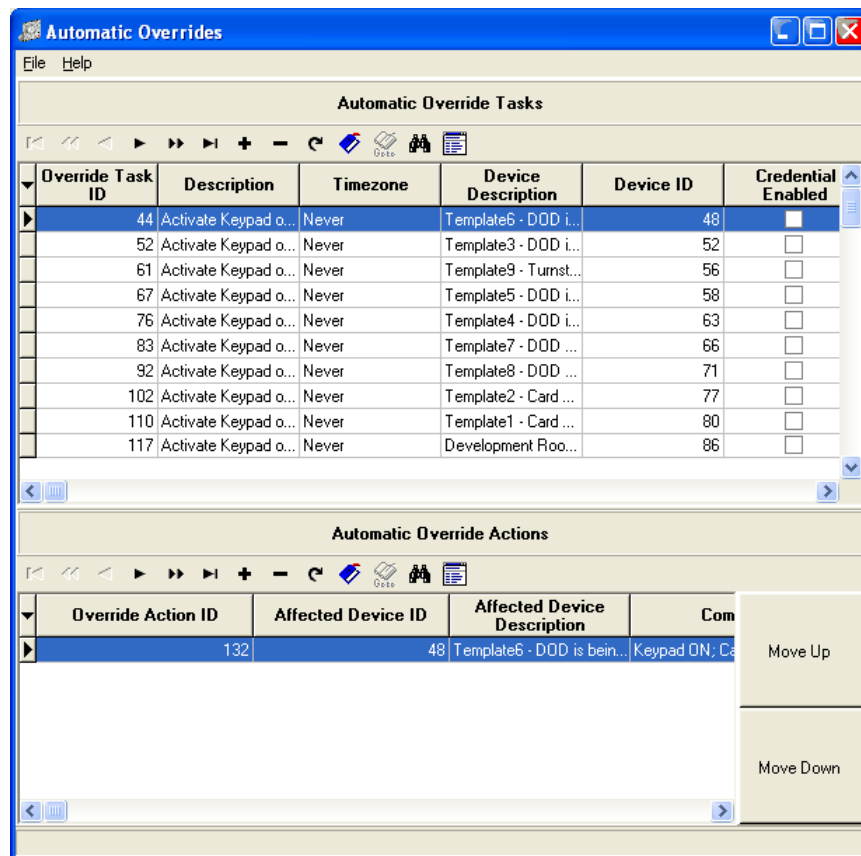 Automatic Overrides
File Help
Automatic Override Tasks
Goto
Override Task ID Description Timezone Device Description Device ID Credential Enabled
44 Activate Keypad o... Never Template6 - DOD i... 48
52 Activate Keypad o... Never Template3 - DOD i... 52
61 Activate Keypad o... Never Template9 - Turnst... 56
67 Activate Keypad o... Never Template5 - DOD i... 58
76 Activate Keypad o... Never Template4 - DOD i... 63
83 Activate Keypad o... Never Template7 - DOD ... 66
92 Activate Keypad o... Never Template8 - DOD ... 71
102 Activate Keypad o... Never Template2 - Card ... 77
110 Activate Keypad o... Never Template1 - Card ... 80
117 Activate Keypad o... Never Development Roo... 86
Automatic Override Actions
Goto
Override Action ID Affected Device ID Affected Device Description Com
132 48 Template6 - DOD is bein... Keypad ON; Ca
Move Up
Move Down